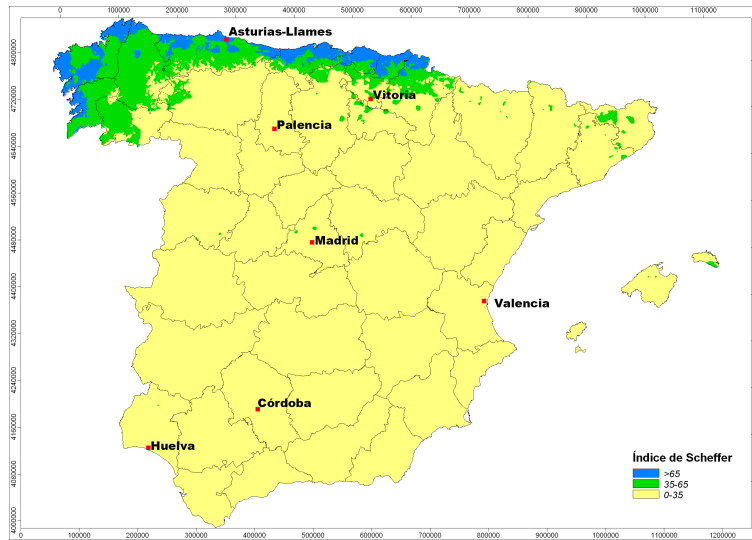 0 100000 200000 300000 400000 500000 600000 700000 800000 900000 1000000 1100000
4800000
4720000
4640000
4560000
4480000
4400000
4320000
4240000
4160000
4080000
4000000
Asturias-Llames
Vitoria
Palencia
Madrid
Valencia
Córdoba
Huelva
Índice de Scheffer
>65
35-65
0-35
0 100000 200000 300000 400000 500000 600000 700000 800000 900000 1000000 1100000 1200000